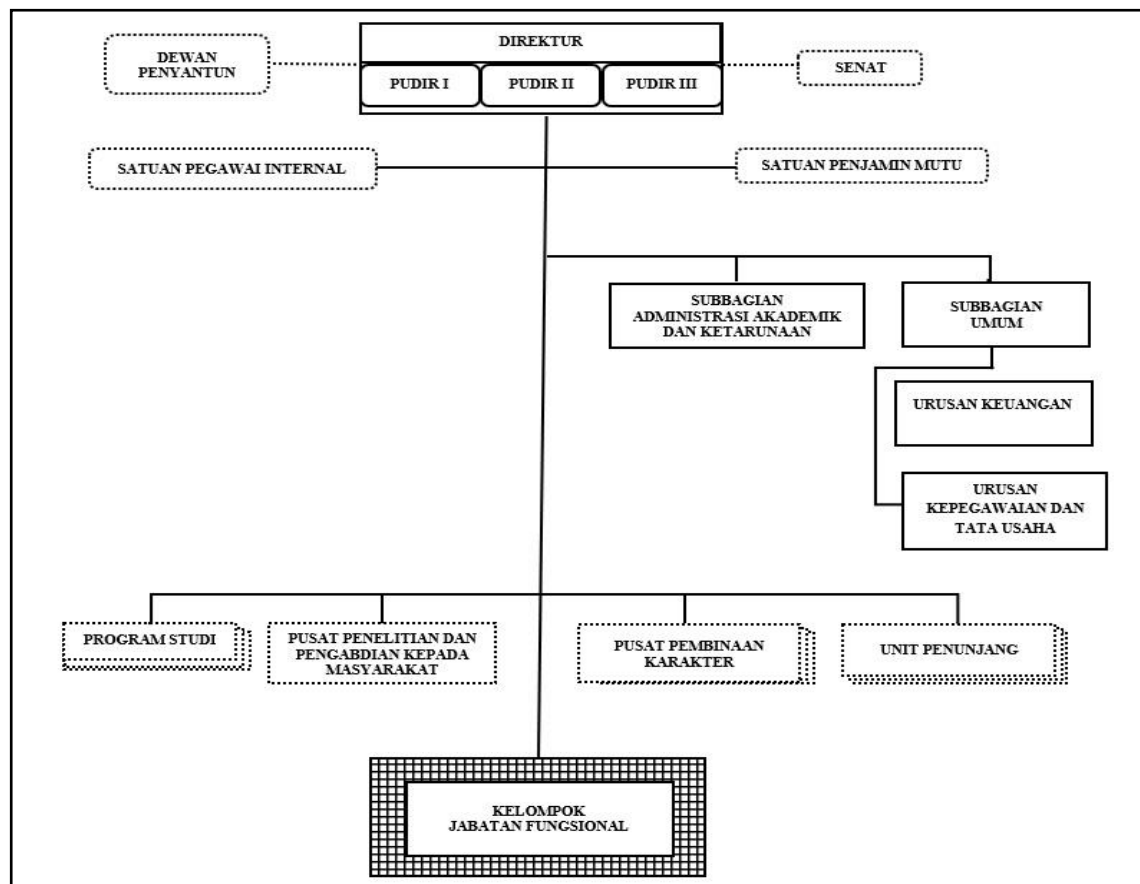 DIREKTUR
DEWAN
PENYANTUN
PUDIR I
PUDIR II
PUDIR III
SENAT
SATUAN PEGAWAI INTERNAL
SATUAN PENJAMIN MUTU
SUBBAGIAN
ADMINISTRASI AKADEMIK
DAN KETARUNAAN
SUBBAGIAN
UMUM
URUSAN KEUANGAN
URUSAN
KEPEGAWAIAN DAN
TATA USAHA
PROGRAM STUDI
PUSAT PENELITIAN DAN
PENGABDIAN KEPADA
MASYARAKAT
PUSAT PEMBINAAN
KARAKTER
UNIT PENUNJANG
KELOMPOK
JABATAN FUNGSIONAL